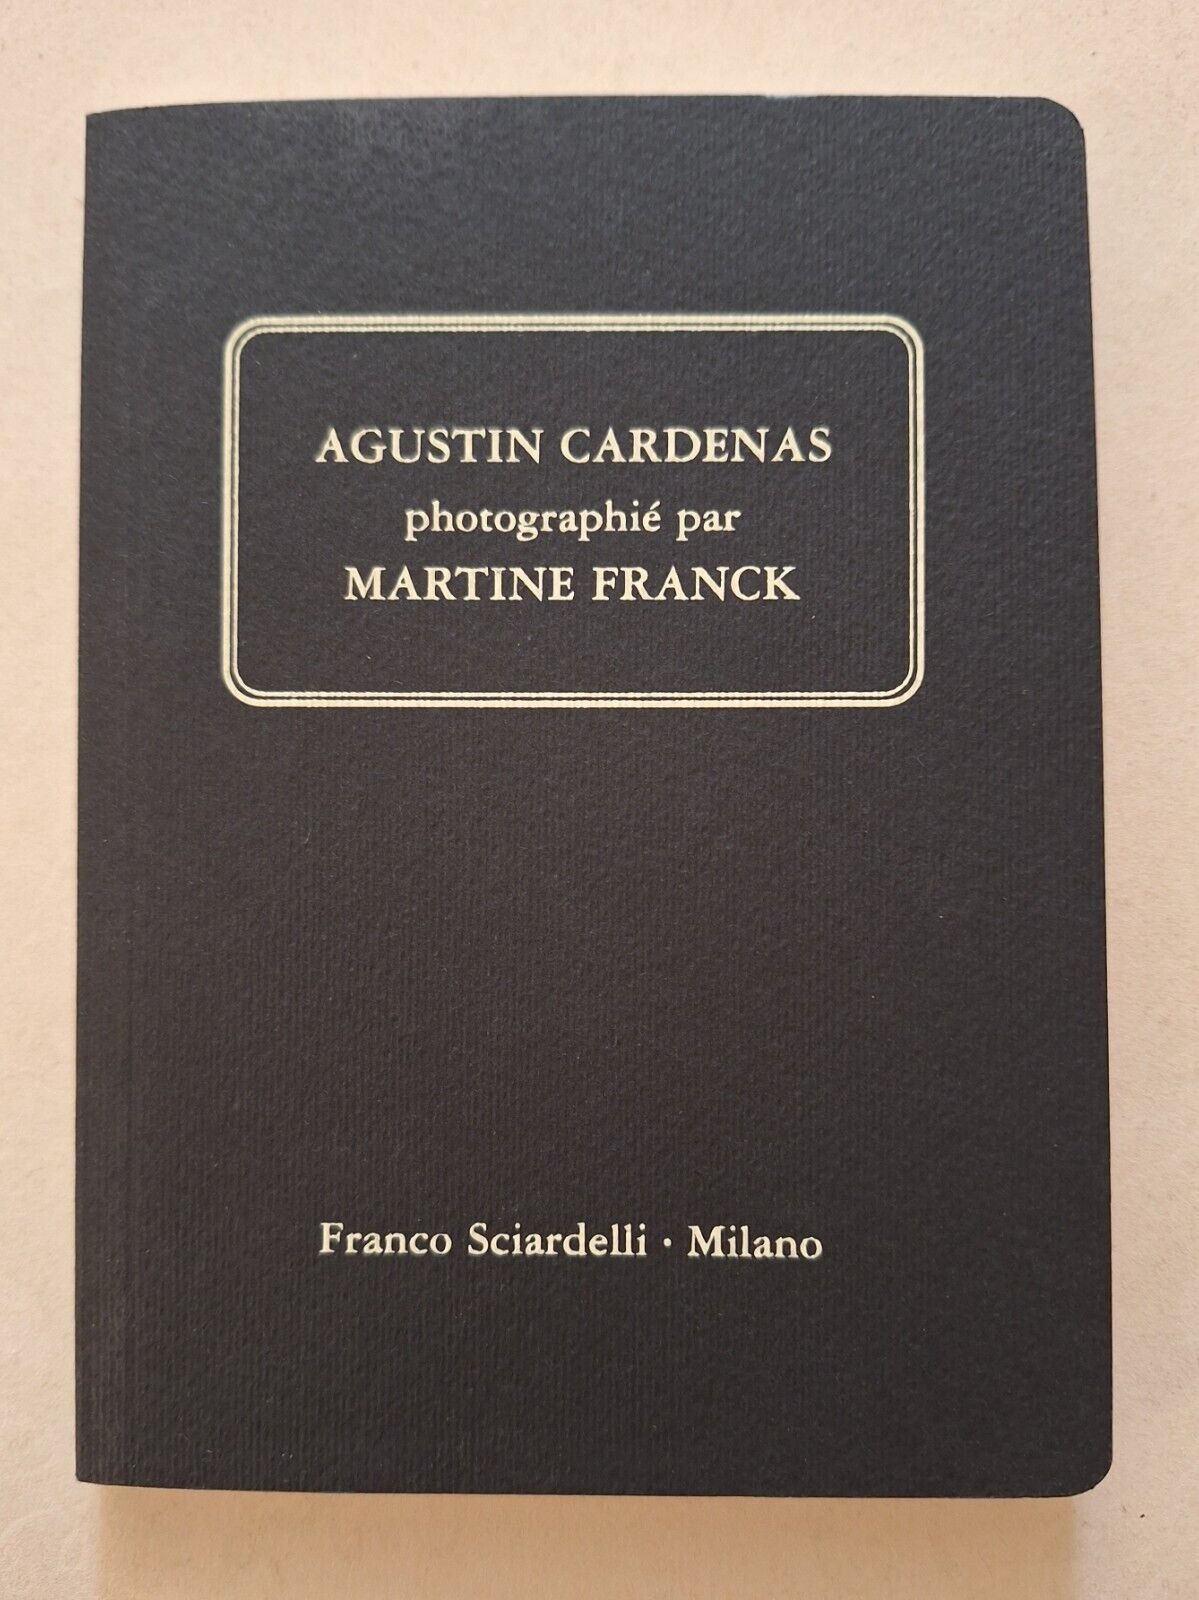 AGUSTIN CARDENAS
photographié par
MARTINE FRANCK
Franco Sciardelli · Milano